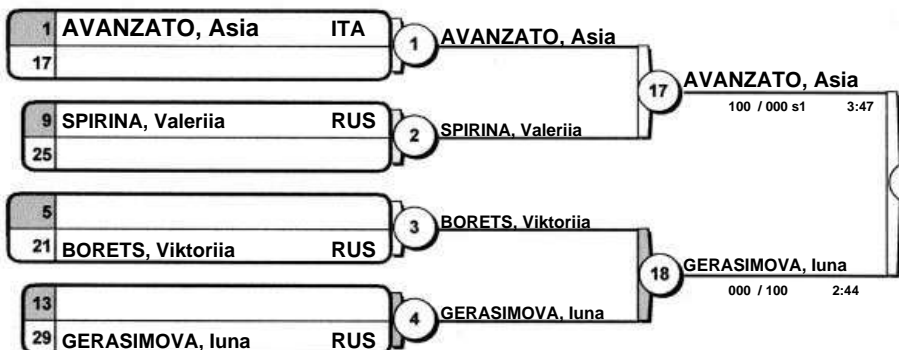 1 AVANZATO, Asia ITA
17
1 AVANZATO, Asia
9 SPIRINA, Valeriia RUS
25
2 SPIRINA, Valeriia
17 AVANZATO, Asia
100 / 000 s1 3:47
5
21 BORETS, Viktoriia RUS
3 BORETS, Viktoriia
13
29 GERASIMOVA, Iuna RUS
4 GERASIMOVA, Iuna
18 GERASIMOVA, Iuna
000 / 100 2:44